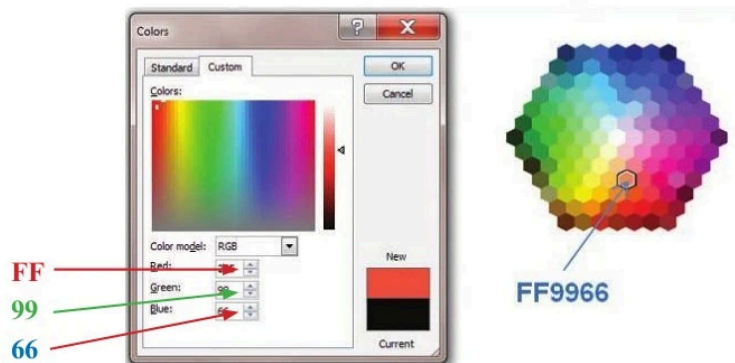 Colors
?
X
Standard
Custom
OK
Cancel
Colors:
Color model:
RGB
Red:
Green:
Blue:
FF
99
66
New
Current
FF9966